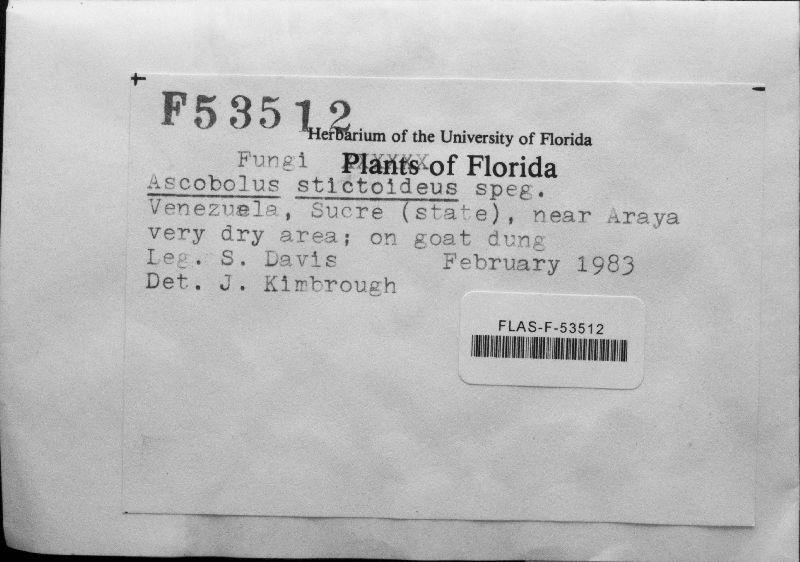 F53512
Herbarium of the University of Florida
Fungi Plants of Florida
Ascobolus stictoideus speg.
Venezuela, Sucre (state), near Araya
very dry area; on goat dung
Leg. S. Davis February 1983
Det. J. Kimbrough
FLAS-F-53512